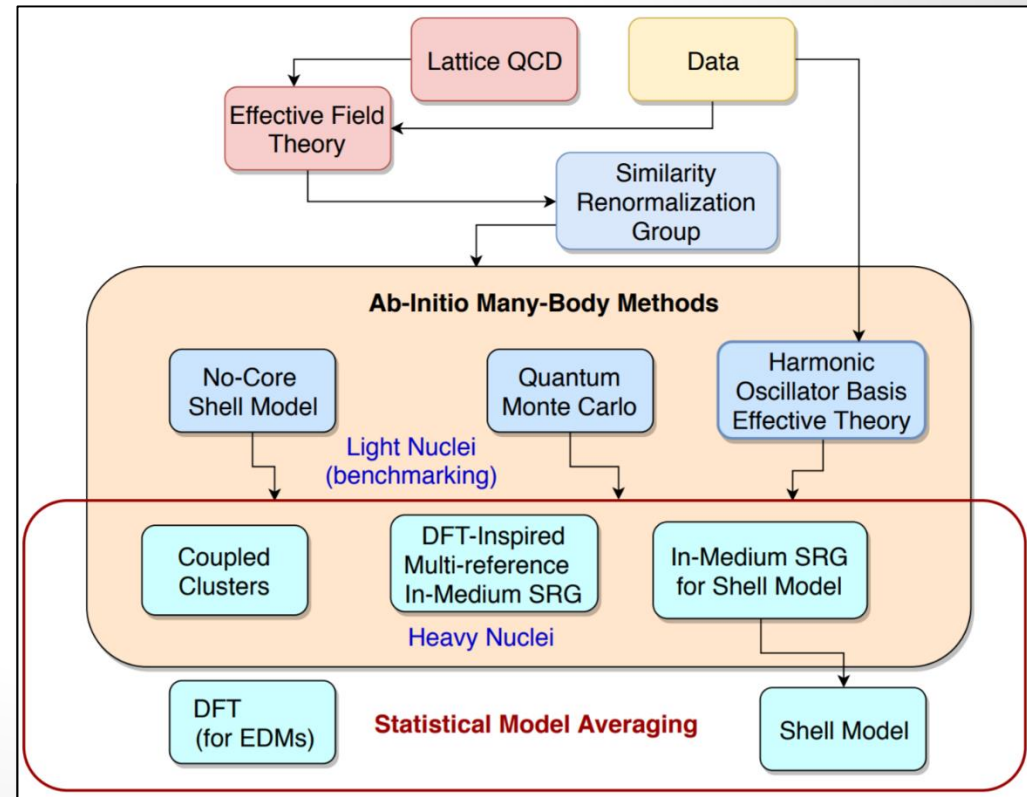 Lattice QCD
Data
Effective Field
Theory
Similarity
Renormalization
Group
Ab-Initio Many-Body Methods
No-Core
Shell Model
Quantum
Monte Carlo
Harmonic
Oscillator Basis
Effective Theory
Light Nuclei
(benchmarking)
Coupled
Clusters
DFT-Inspired
Multi-reference
In-Medium SRG
In-Medium SRG
for Shell Model
Heavy Nuclei
DFT
(for EDMs)
Statistical Model Averaging
Shell Model